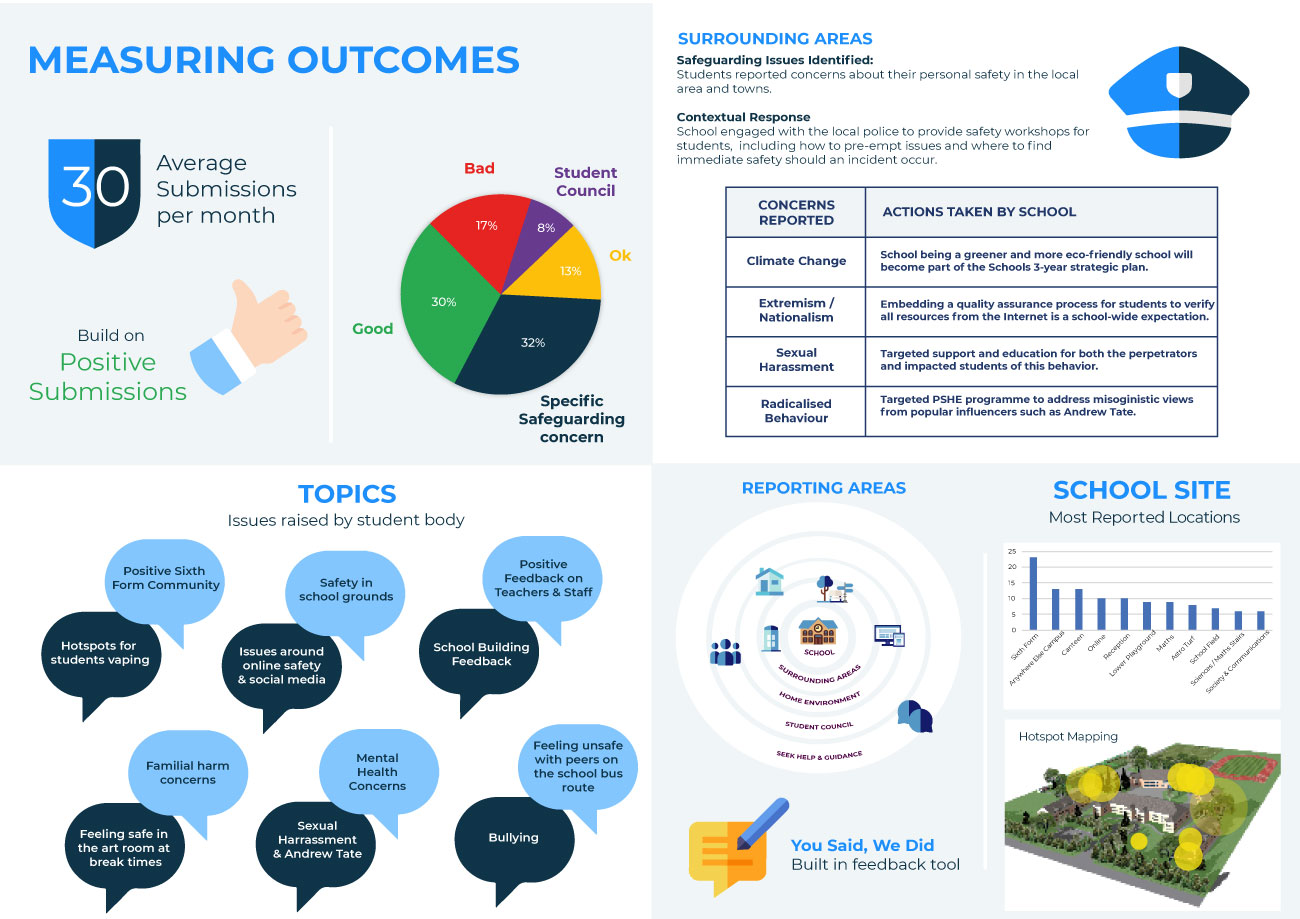 MEASURING OUTCOMES
30
Average
Submissions
per month
Build on
Positive
Submissions
Bad
Student
Council
Ok
Good
Specific
Safeguarding
concern
17%
8%
13%
30%
32%
SURROUNDING AREAS
Safeguarding Issues Identified:
Students reported concerns about their personal safety in the local
area and towns.
Contextual Response
School engaged with the local police to provide safety workshops for
students, including how to pre-empt issues and where to find
immediate safety should an incident occur.
CONCERNS
REPORTED
ACTIONS TAKEN BY SCHOOL
Climate Change
School being a greener and more eco-friendly school will
become part of the Schools 3-year strategic plan.
Extremism /
Nationalism
Embedding a quality assurance process for students to verify
all resources from the Internet is a school-wide expectation.
Sexual
Harassment
Targeted support and education for both the perpetrators
and impacted students of this behavior.
Radicalised
Behaviour
Targeted PSHE programme to address misoginistic views
from popular influencers such as Andrew Tate.
TOPICS
Issues raised by student body
Positive Sixth
Form Community
Hotspots for
students vaping
Safety in
school grounds
Issues around
online safety
& social media
Positive
Feedback on
Teachers & Staff
School Building
Feedback
Familial harm
concerns
Feeling safe in
the art room at
break times
Mental
Health
Concerns
Sexual
Harrassment
& Andrew Tate
Feeling unsafe
with peers on
the school bus
route
Bullying
REPORTING AREAS
SCHOOL
SURROUNDING AREAS
HOME ENVIRONMENT
STUDENT COUNCIL
SEEK HELP & GUIDANCE
You Said, We Did
Built in feedback tool
SCHOOL SITE
Most Reported Locations
25
20
15
10
5
0
Sixth Form
Anywhere Else Campus
Canteen
Online
Reception
Lower Playground
Maths
Astro Turf
School Field
Sciences / Maths Stairs
Society & Communications
Hotspot Mapping